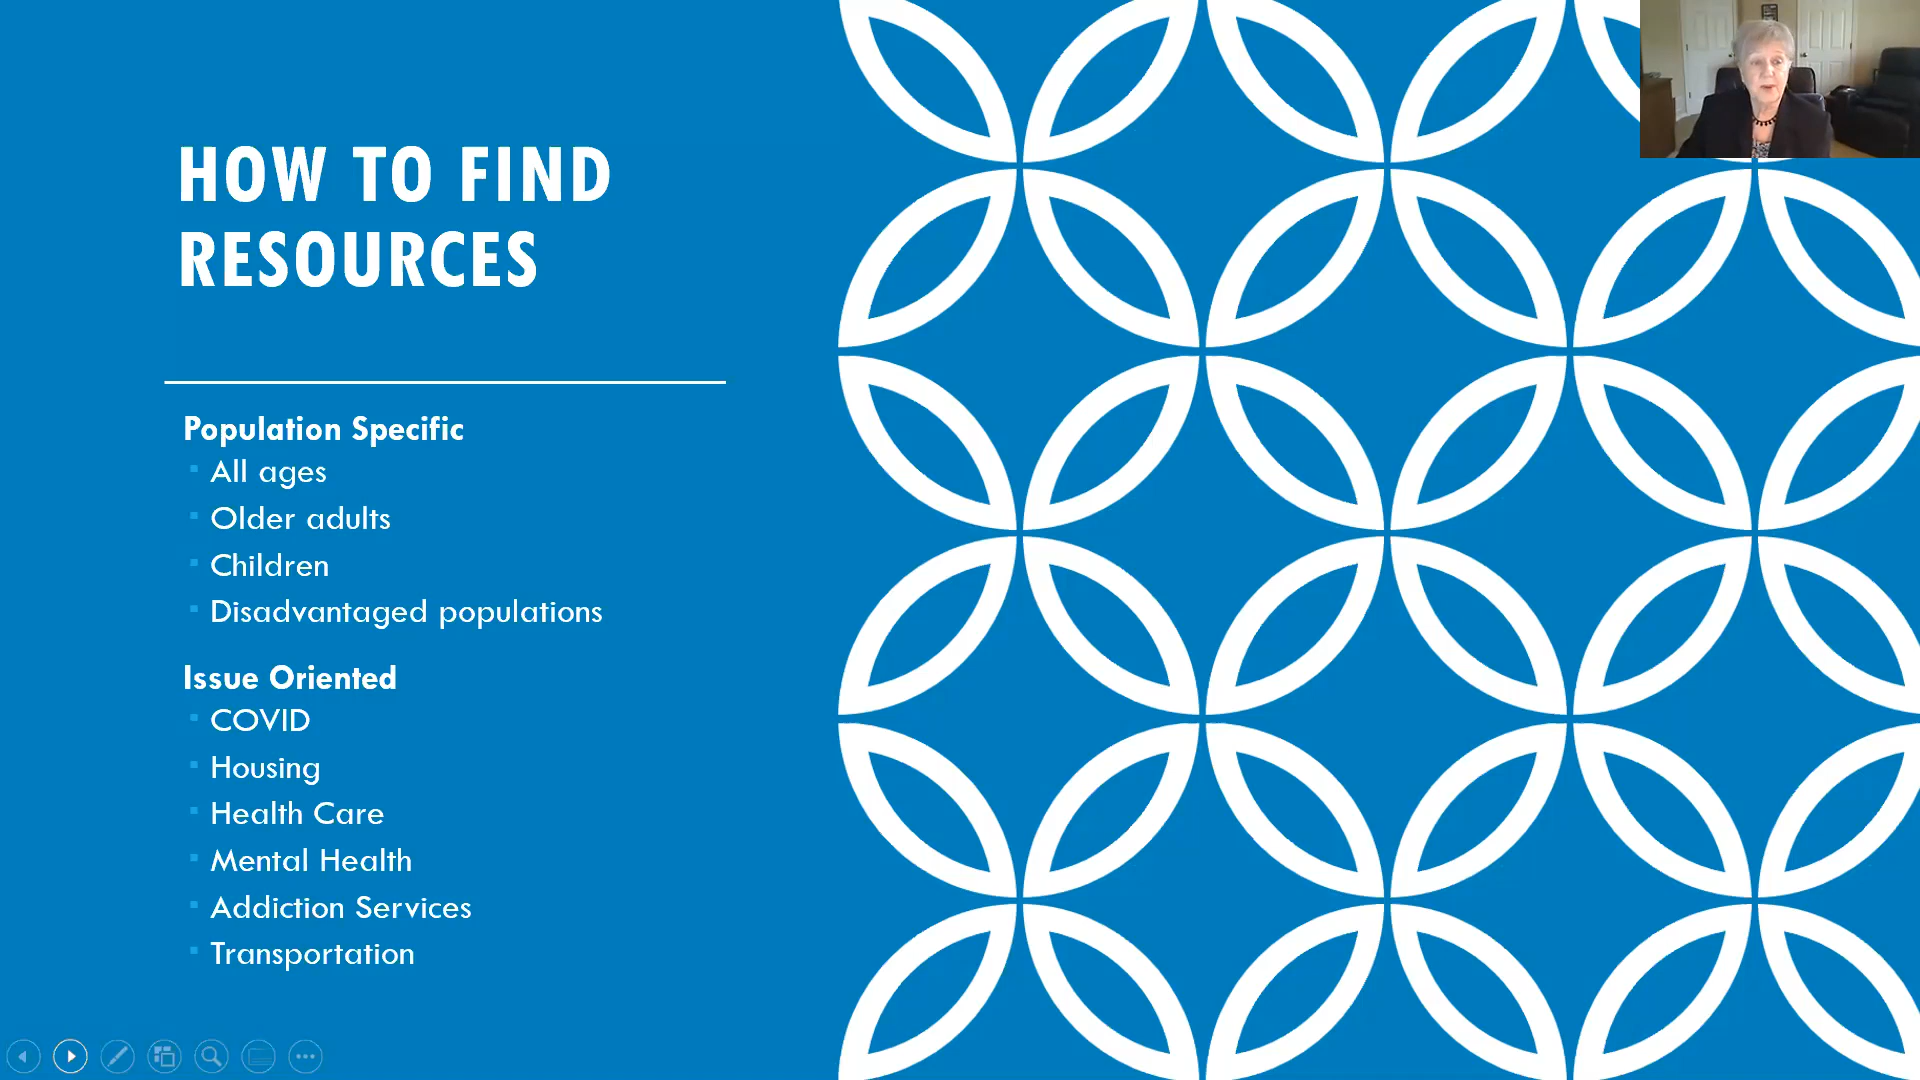 HOW TO FIND
RESOURCES
Population Specific
All ages
Older adults
Children
Disadvantaged populations
Issue Oriented
COVID
Housing
Health Care
Mental Health
Addiction Services
Transportation